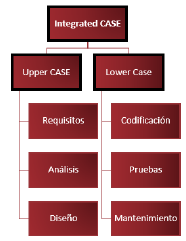 Integrated CASE
Upper CASE
Lower Case
Requisitos
Codificación
Análisis
Pruebas
Diseño
Mantenimiento